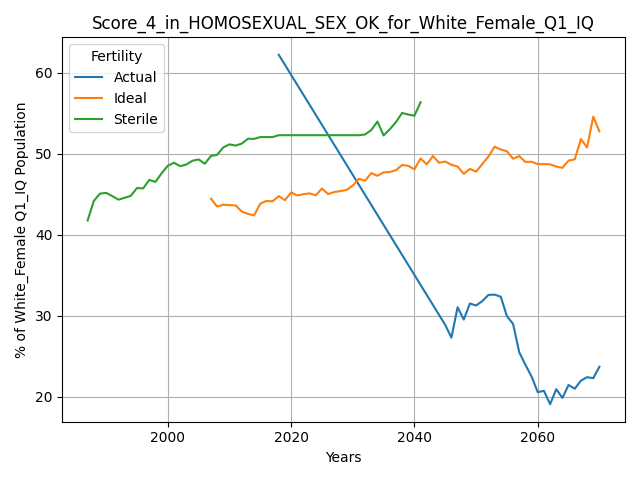 Score_4_in_HOMOSEXUAL_SEX_OK_for_White_Female_Q1_IQ
Fertility
Actual
Ideal
Sterile
% of White_Female Q1_IQ Population
60
50
40
30
20
2000
2020
2040
2060
Years